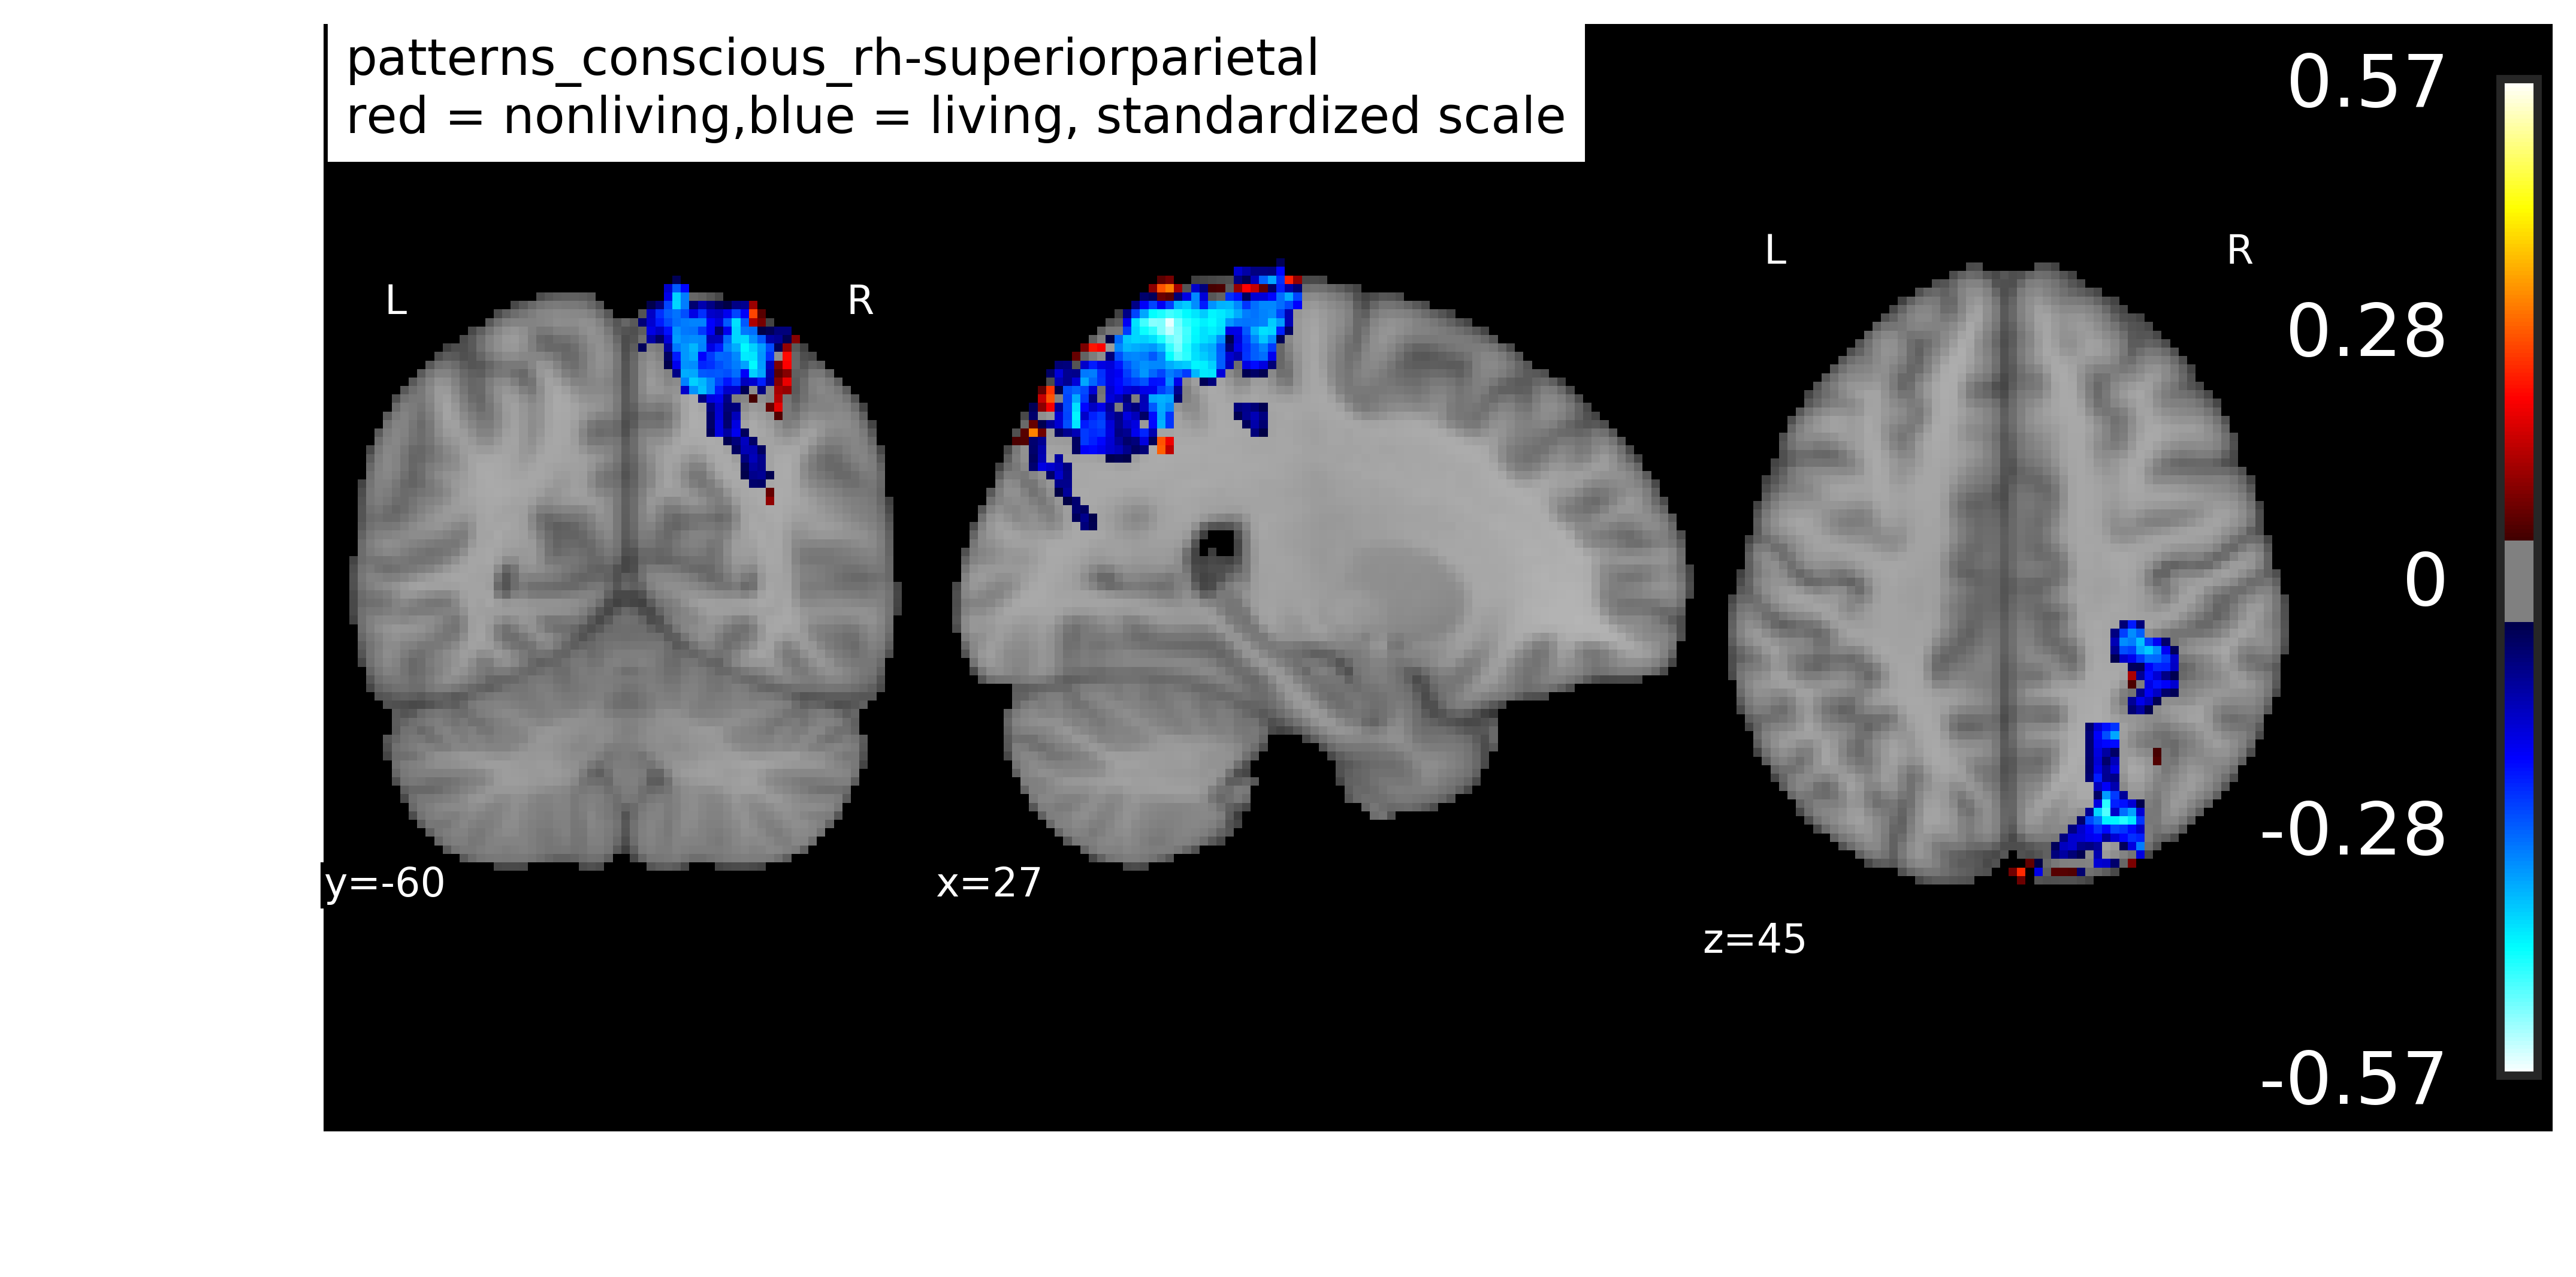 patterns_conscious_rh-superiorparietal
red = nonliving,blue = living, standardized scale
L
R
y=-60
x=27
L
R
z=45
0.57
0.28
0
-0.28
-0.57